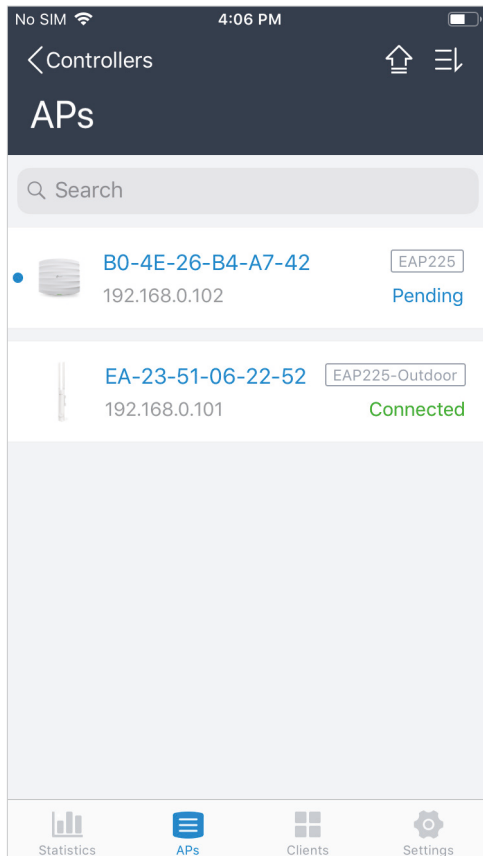 No SIM 4:06 PM
Controllers
APs
Search
B0-4E-26-B4-A7-42 EAP225
192.168.0.102 Pending
EA-23-51-06-22-52 EAP225-Outdoor
192.168.0.101 Connected
Statistics APs Clients Settings